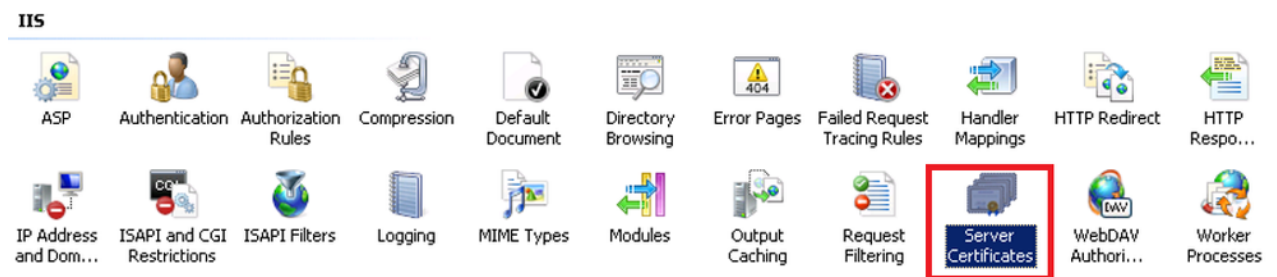 IIS
ASP
Authentication
Authorization
Rules
Compression
Default
Document
Directory
Browsing
404
Error Pages
Failed Request
Tracing Rules
Handler
Mappings
HTTP Redirect
HTTP
Respo...
IP Address
and Dom...
CGI
ISAPI and CGI
Restrictions
ISAPI Filters
Logging
MIME Types
Modules
Output
Caching
Request
Filtering
Server
Certificates
DAV
WebDAV
Authori...
Worker
Processes